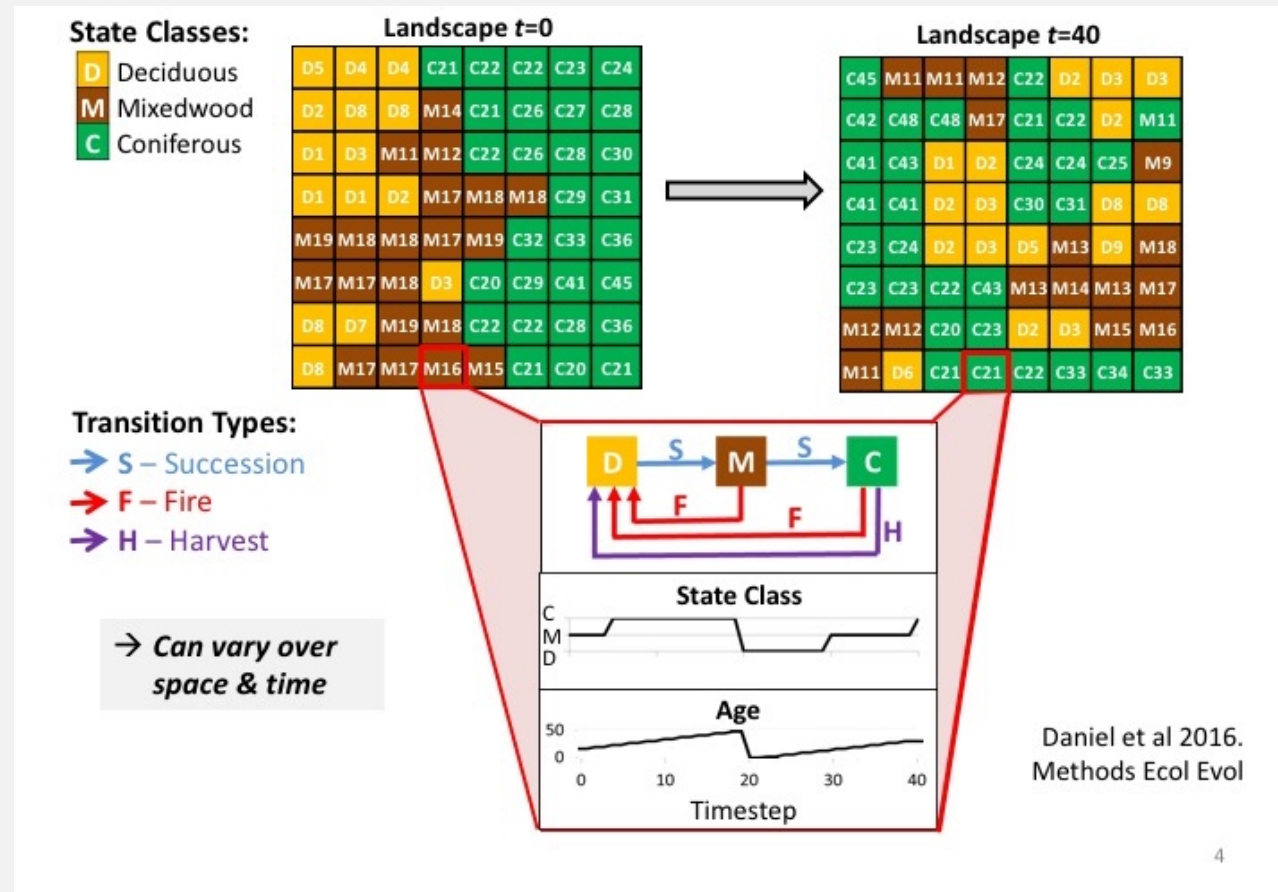 State Classes:
D Deciduous
M Mixedwood
C Coniferous
Landscape t=0
D5 D4 D4 C21 C22 C22 C23 C24
D2 D8 D8 M14 C21 C26 C27 C28
D1 D3 M11 M12 C22 C26 C28 C30
D1 D1 D2 M17 M18 M18 C29 C31
M19 M18 M18 M17 M19 C32 C33 C36
M17 M17 M18 D3 C20 C29 C41 C45
D8 D7 M19 M18 C22 C22 C28 C36
D8 M17 M17 M16 M15 C21 C20 C21
Landscape t=40
C45 M11 M11 M12 C22 D2 D3 D3
C42 C48 C48 M17 C21 C22 D2 M11
C41 C43 D1 D2 C24 C24 C25 M9
C41 C41 D2 D3 C30 C31 D8 D8
C23 C24 D2 D3 D5 M13 D9 M18
C23 C23 C22 C43 M13 M14 M13 M17
M12 M12 C20 C23 D2 D3 M15 M16
M11 D6 C21 C21 C22 C33 C34 C33
Transition Types:
→ S – Succession
→ F – Fire
→ H – Harvest
→ Can vary over
space & time
D S M S C
F
F
H
State Class
C
M
D
Age
50
0
0 10 20 30 40
Timestep
Daniel et al 2016.
Methods Ecol Evol
4